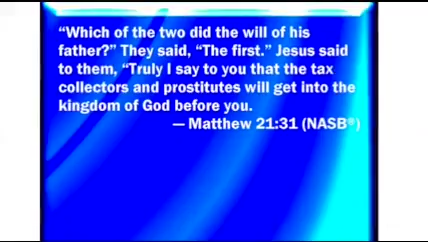 “Which of the two did the will of his
father?” They said, “The first.” Jesus said
to them, “Truly I say to you that the tax
collectors and prostitutes will get into the
kingdom of God before you.
— Matthew 21:31 (NASB®)